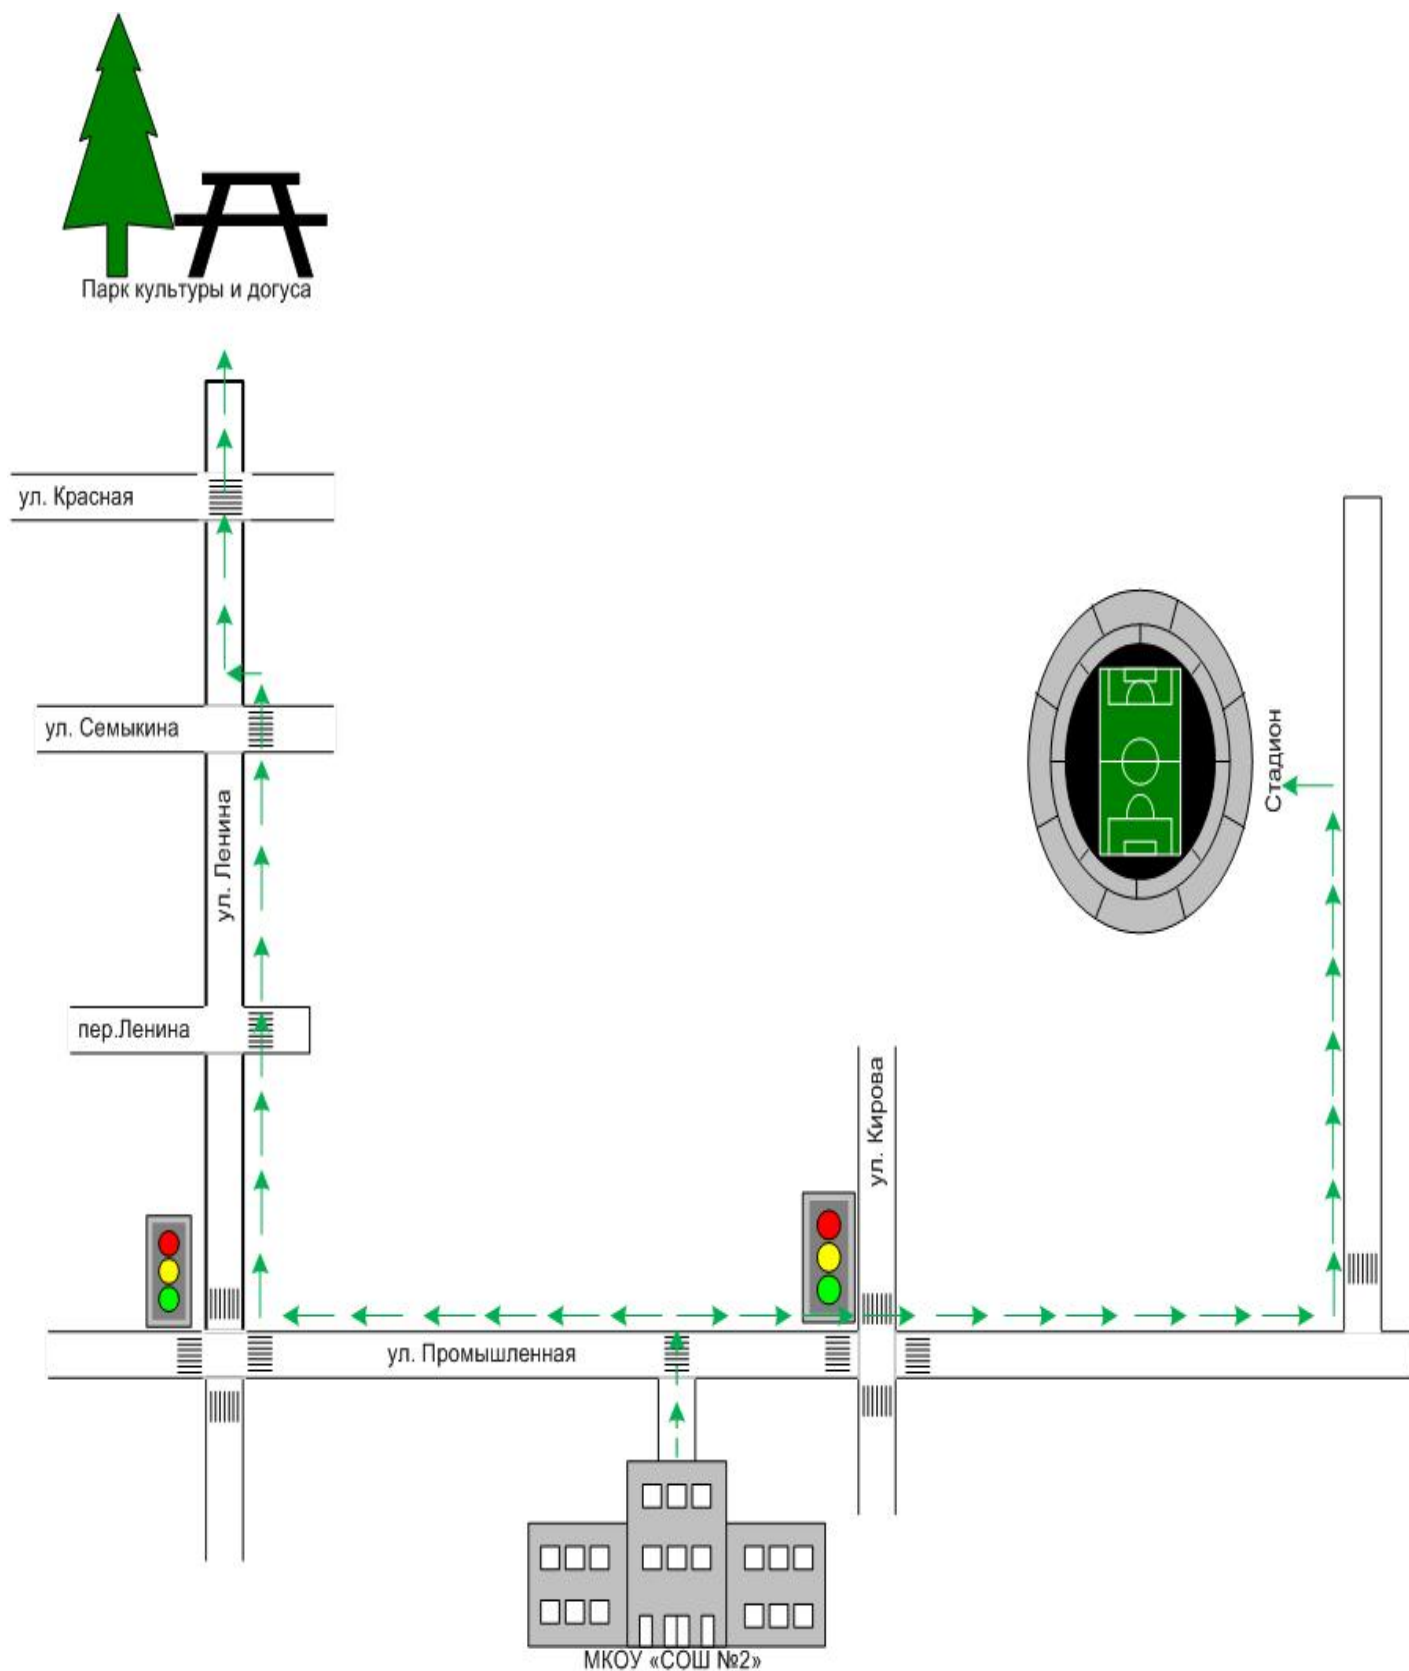 Парк культуры и догуса
ул. Красная
ул. Семыкина
Стадион
ул. Ленина
пер.Ленина
ул. Кирова
ул. Промышленная
МКОУ «СОШ №2»